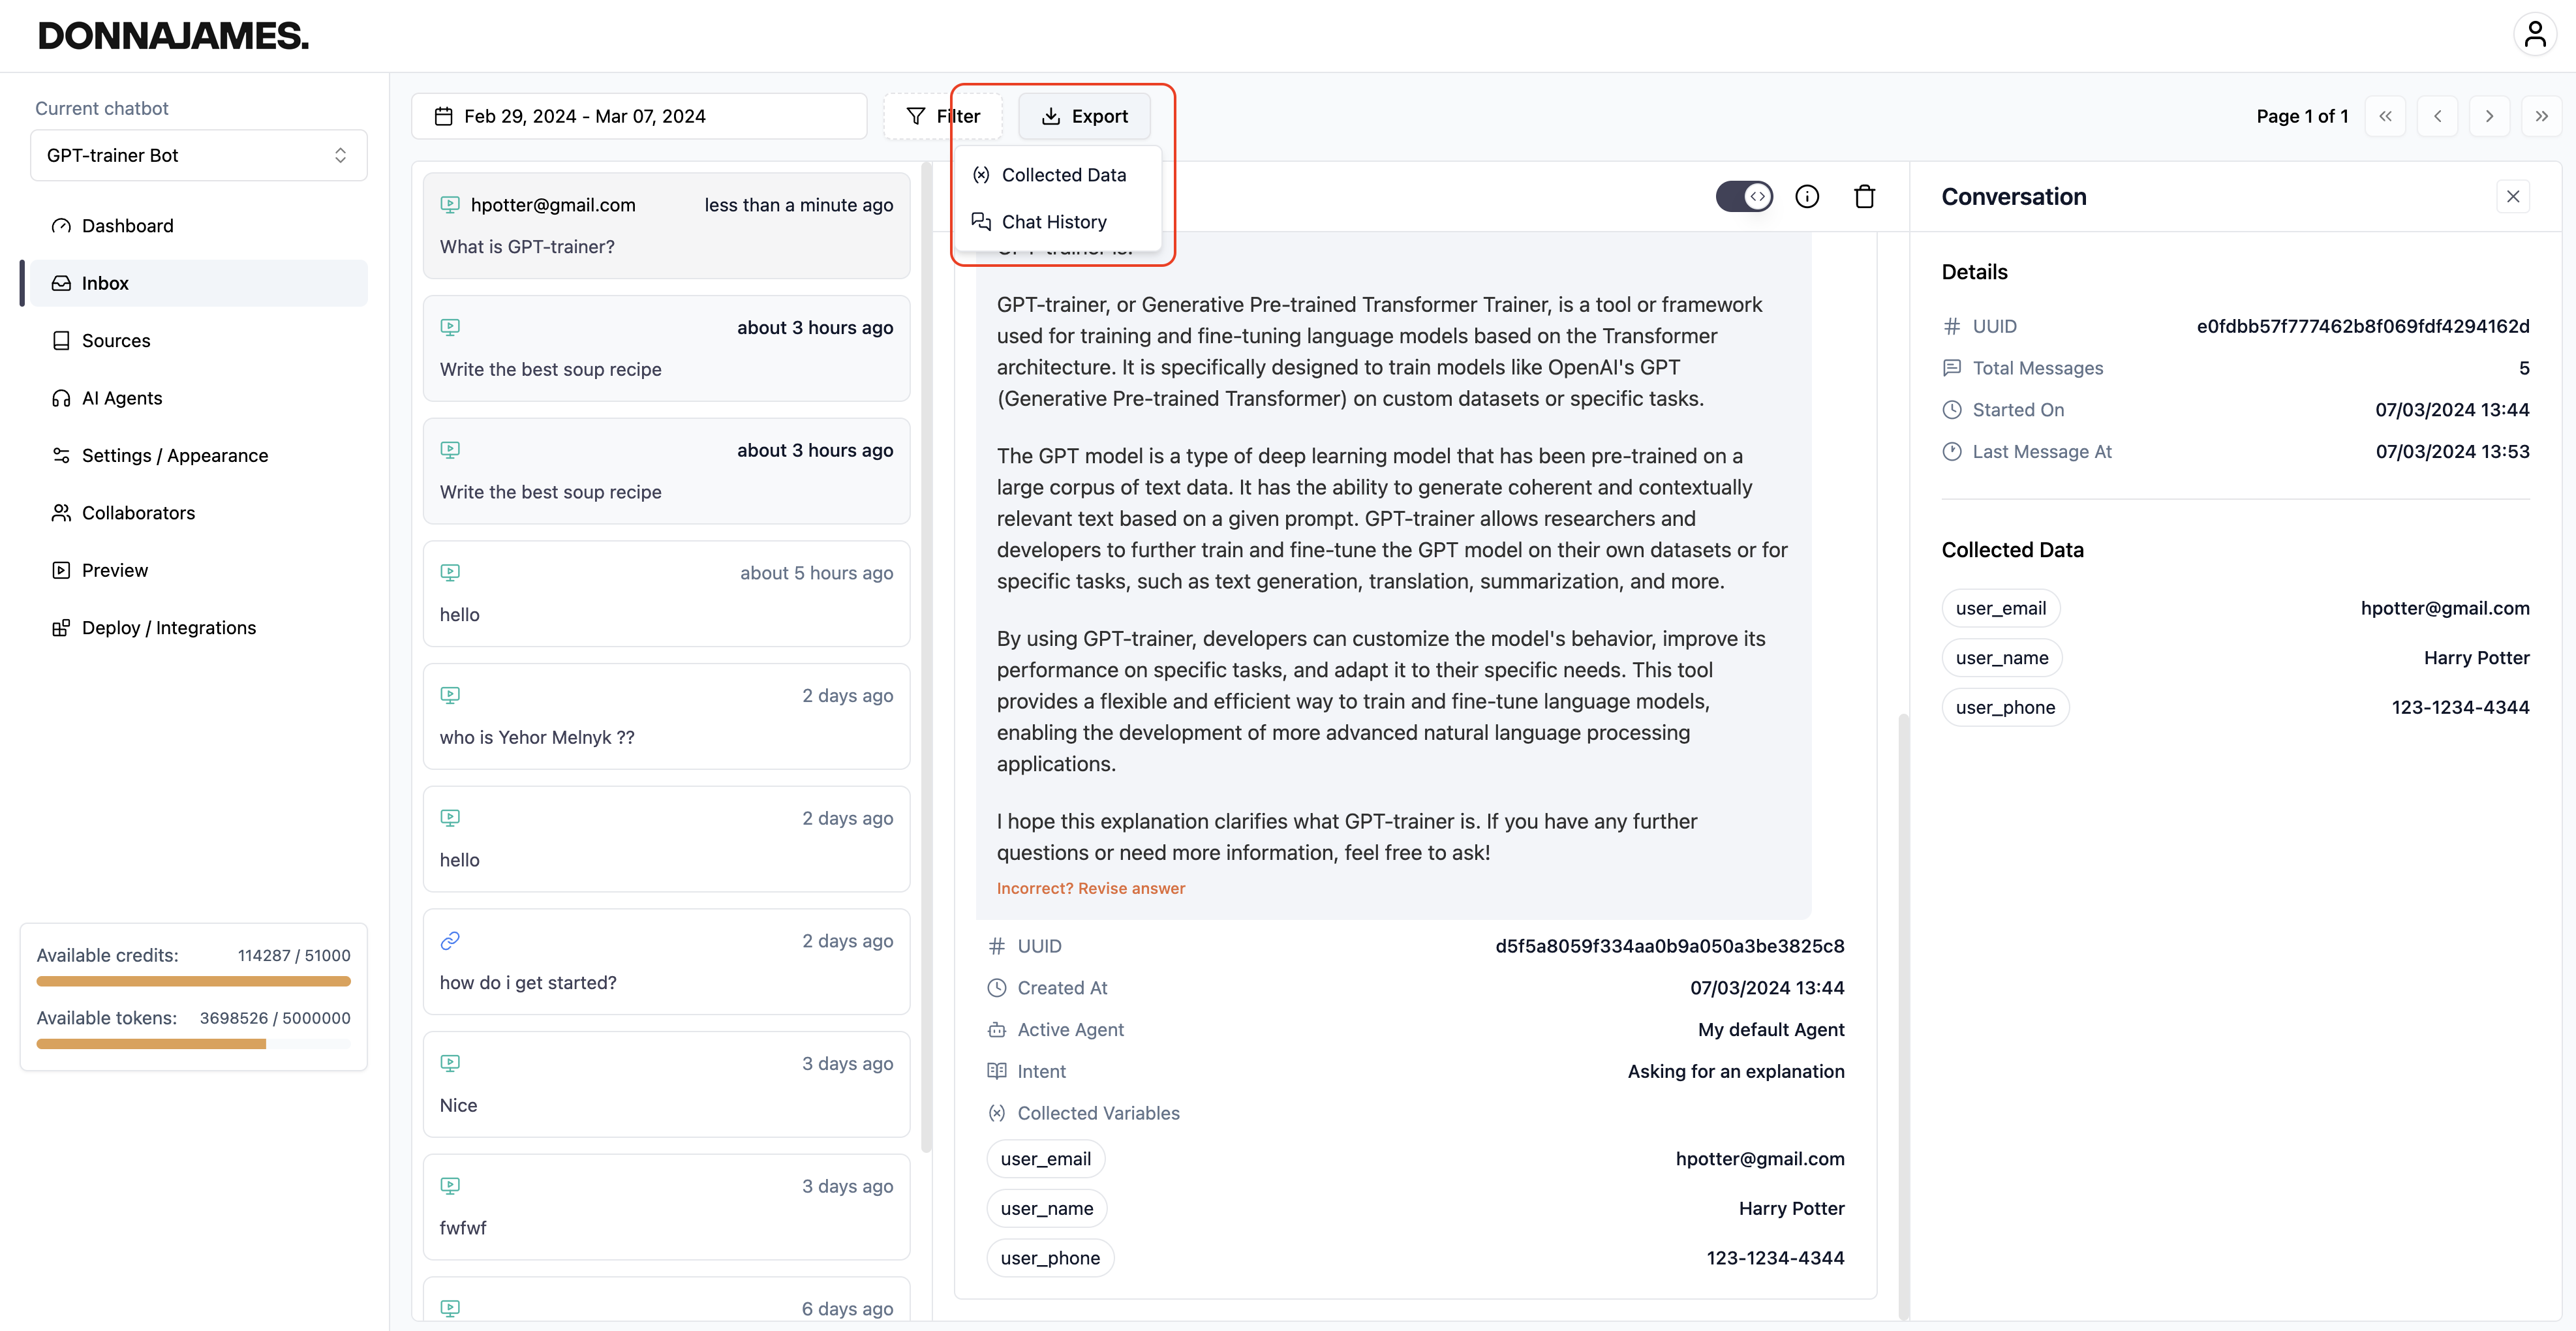 DONNAJAMES.
Current chatbot
GPT-trainer Bot
Dashboard
Inbox
Sources
AI Agents
Settings / Appearance
Collaborators
Preview
Deploy / Integrations
Available credits: 114287 / 51000
Available tokens: 3698526 / 5000000
Feb 29, 2024 - Mar 07, 2024
Filter
Export
Collected Data
Chat History
Page 1 of 1
hpotter@gmail.com less than a minute ago
What is GPT-trainer?
about 3 hours ago
Write the best soup recipe
about 3 hours ago
Write the best soup recipe
about 5 hours ago
hello
2 days ago
who is Yehor Melnyk ??
2 days ago
hello
2 days ago
how do i get started?
3 days ago
Nice
3 days ago
fwfwf
6 days ago
GPT-trainer is:
GPT-trainer, or Generative Pre-trained Transformer Trainer, is a tool or framework
used for training and fine-tuning language models based on the Transformer
architecture. It is specifically designed to train models like OpenAI's GPT
(Generative Pre-trained Transformer) on custom datasets or specific tasks.
The GPT model is a type of deep learning model that has been pre-trained on a
large corpus of text data. It has the ability to generate coherent and contextually
relevant text based on a given prompt. GPT-trainer allows researchers and
developers to further train and fine-tune the GPT model on their own datasets or for
specific tasks, such as text generation, translation, summarization, and more.
By using GPT-trainer, developers can customize the model's behavior, improve its
performance on specific tasks, and adapt it to their specific needs. This tool
provides a flexible and efficient way to train and fine-tune language models,
enabling the development of more advanced natural language processing
applications.
I hope this explanation clarifies what GPT-trainer is. If you have any further
questions or need more information, feel free to ask!
Incorrect? Revise answer
UUID d5f5a8059f334aa0b9a050a3be3825c8
Created At 07/03/2024 13:44
Active Agent My default Agent
Intent Asking for an explanation
Collected Variables
user_email hpotter@gmail.com
user_name Harry Potter
user_phone 123-1234-4344
Conversation
Details
UUID e0fdbb57f777462b8f069fdf4294162d
Total Messages 5
Started On 07/03/2024 13:44
Last Message At 07/03/2024 13:53
Collected Data
user_email hpotter@gmail.com
user_name Harry Potter
user_phone 123-1234-4344